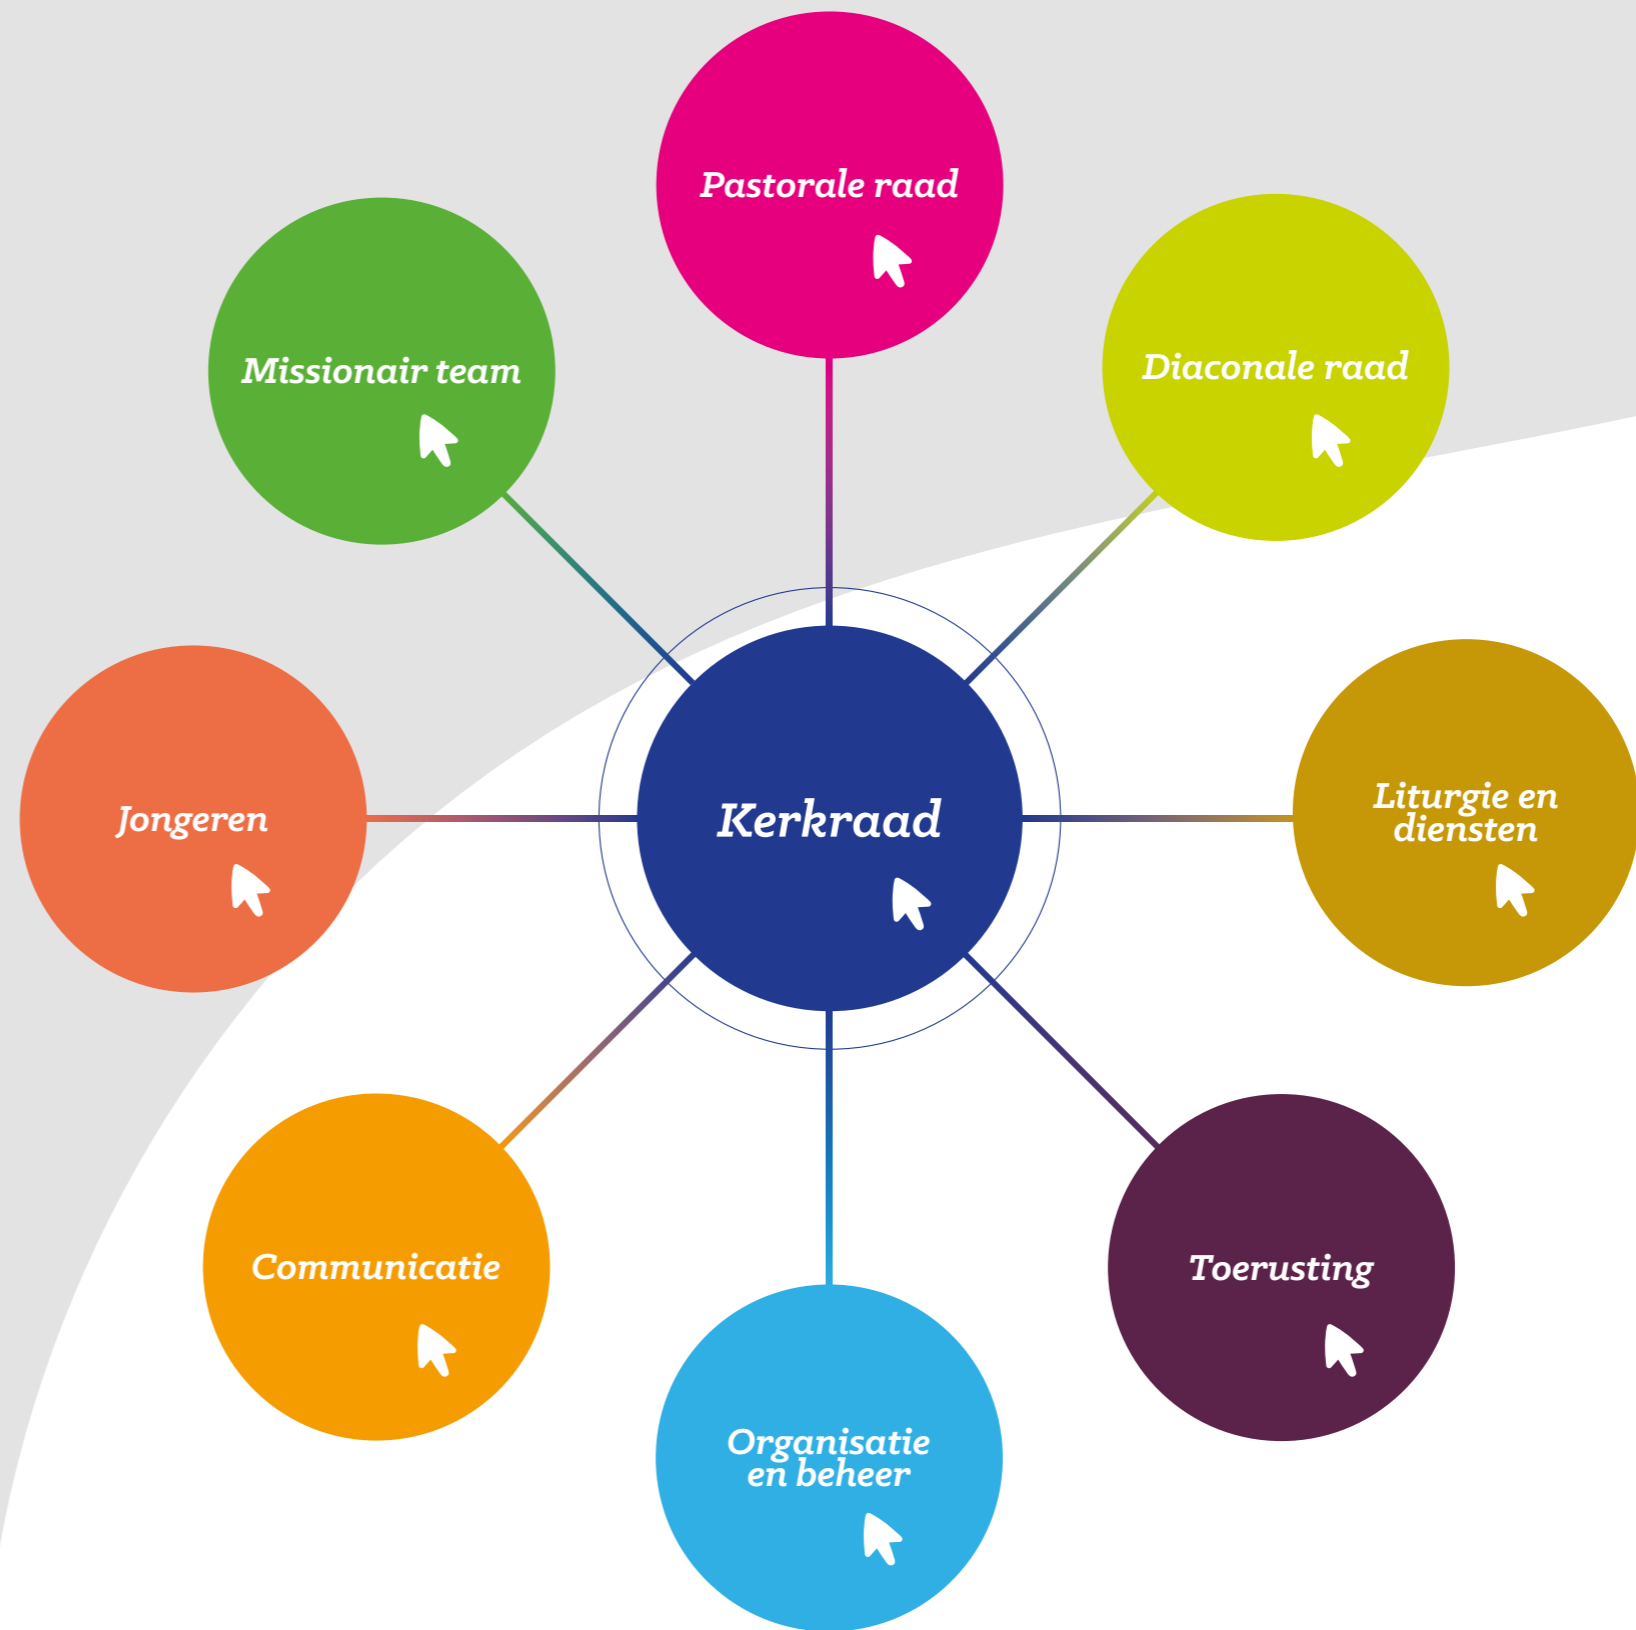 Pastorale raad
Missionair team
Diaconale raad
Jongeren
Kerkraad
Liturgie en
diensten
Communicatie
Toerusting
Organisatie
en beheer